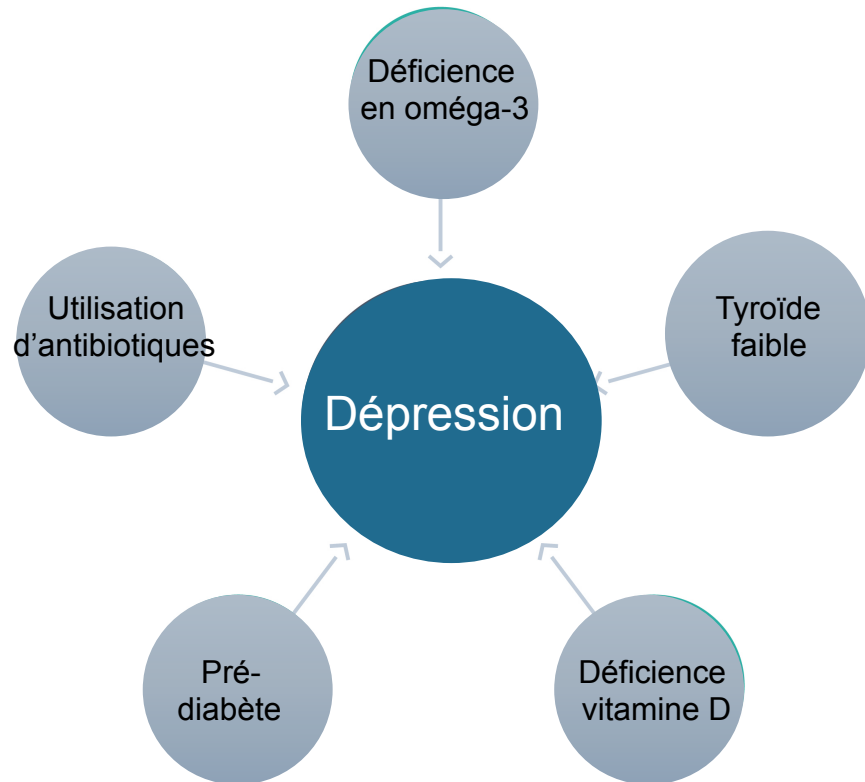 Déficience
en oméga-3
Utilisation
d'antibiotiques
Tyroïde
faible
Dépression
Pré-
diabète
Déficience
vitamine D